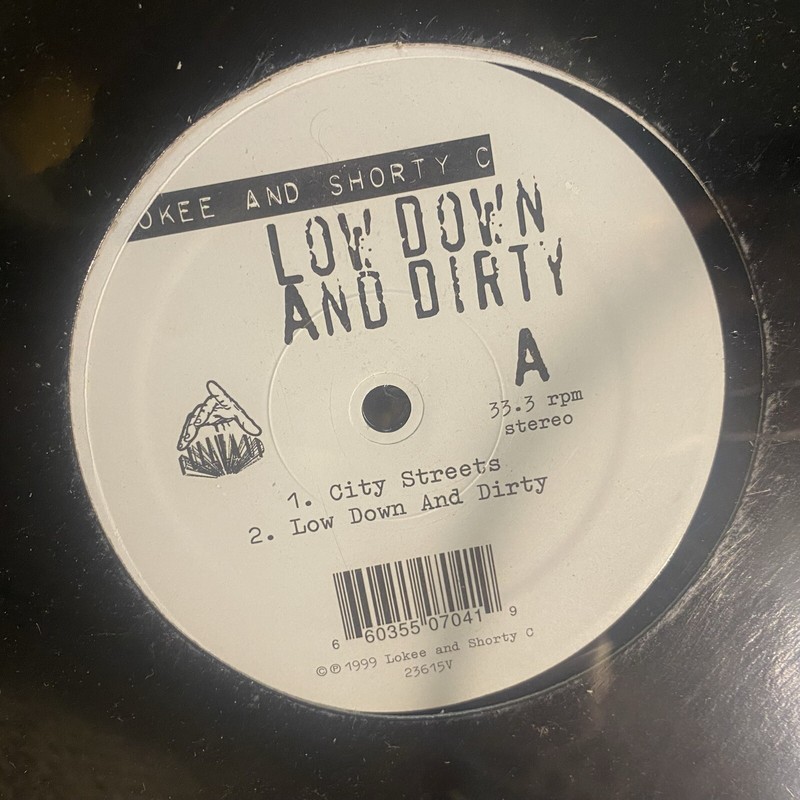 OKEE AND SHORTY C
LOW DOWN
AND DIRTY
A
33.3 rpm
stereo
1. City Streets
2. Low Down And Dirty
6 60355 07041 9
©℗1999 Lokee and Shorty C
23615V